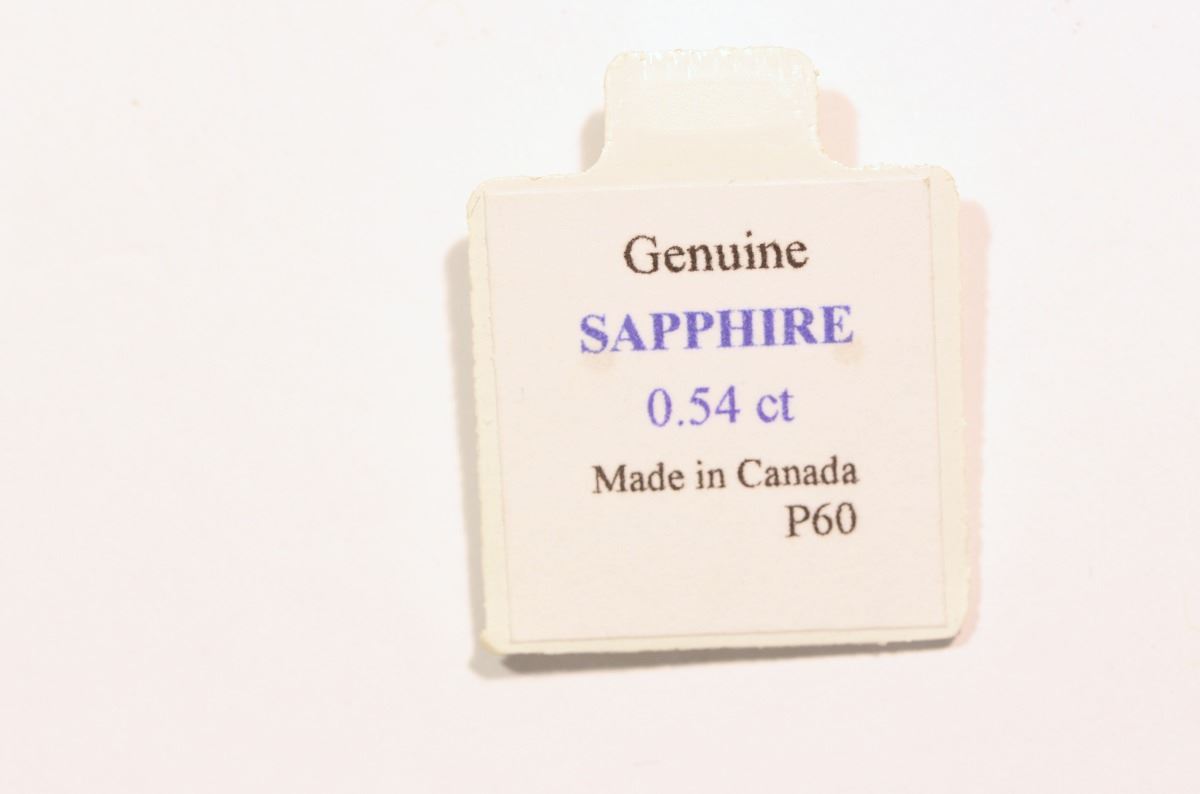 Genuine
SAPPHIRE
0.54 ct
Made in Canada
P60